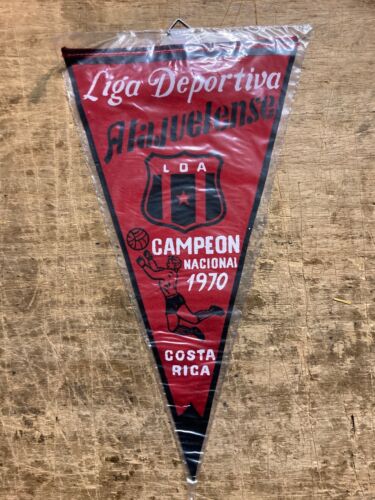 Liga Deportiva
Alajuelense
LDA
CAMPEON
NACIONAL
1970
COSTA
RICA